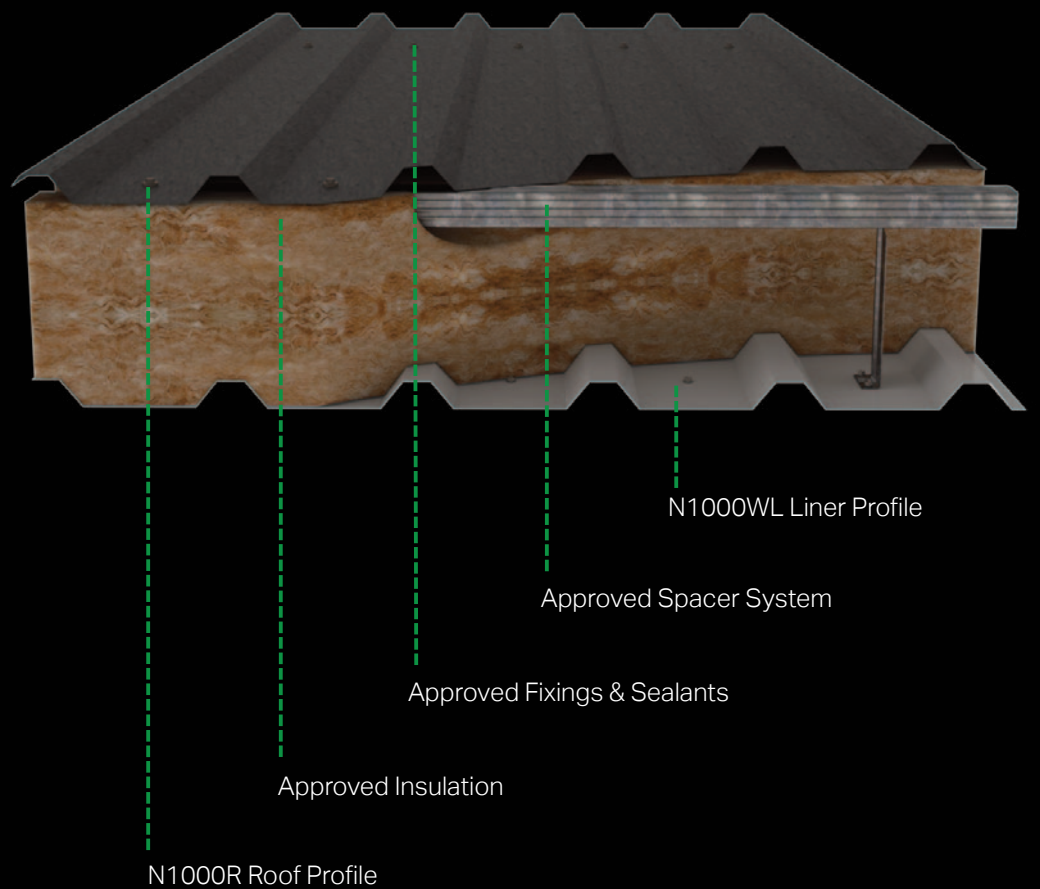 N1000WL Liner Profile
Approved Spacer System
Approved Fixings & Sealants
Approved Insulation
N1000R Roof Profile